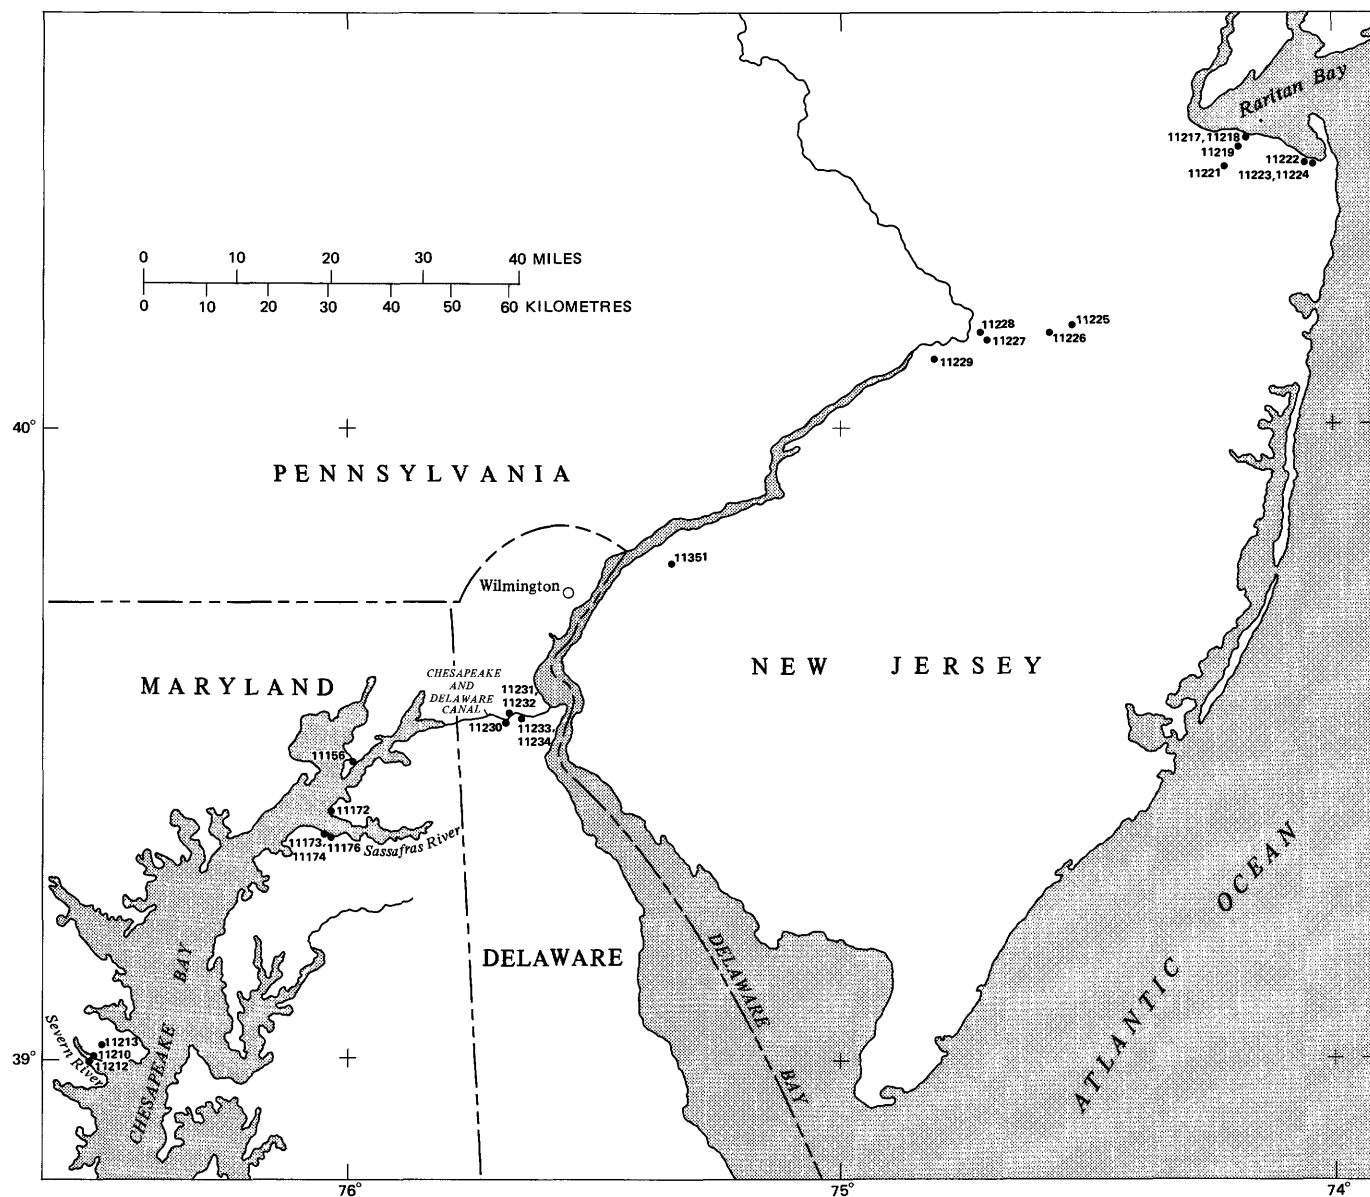 Raritan Bay
11217, 11218
11219
11221
11222
11223, 11224
0 10 20 30 40 MILES
0 10 20 30 40 50 60 KILOMETRES
11228
11227
11225
11226
11229
40°
PENNSYLVANIA
11351
Wilmington
MARYLAND
NEW JERSEY
CHESAPEAKE
AND
DELAWARE
CANAL
11231,
11232
11230
11233,
11234
11156
11172
11173,
11174
11176
Sassafras River
DELAWARE
DELAWARE BAY
ATLANTIC OCEAN
CHESAPEAKE BAY
Severn River
11213
11210
11212
39°
76° 75° 74°